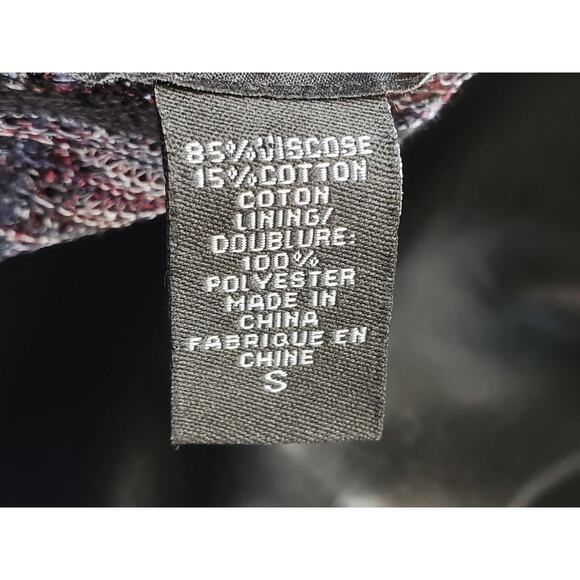 85% VISCOSE
15% COTTON
COTON
LINING/
DOUBLURE:
100%
POLYESTER
MADE IN
CHINA
FABRIQUE EN
CHINE
S